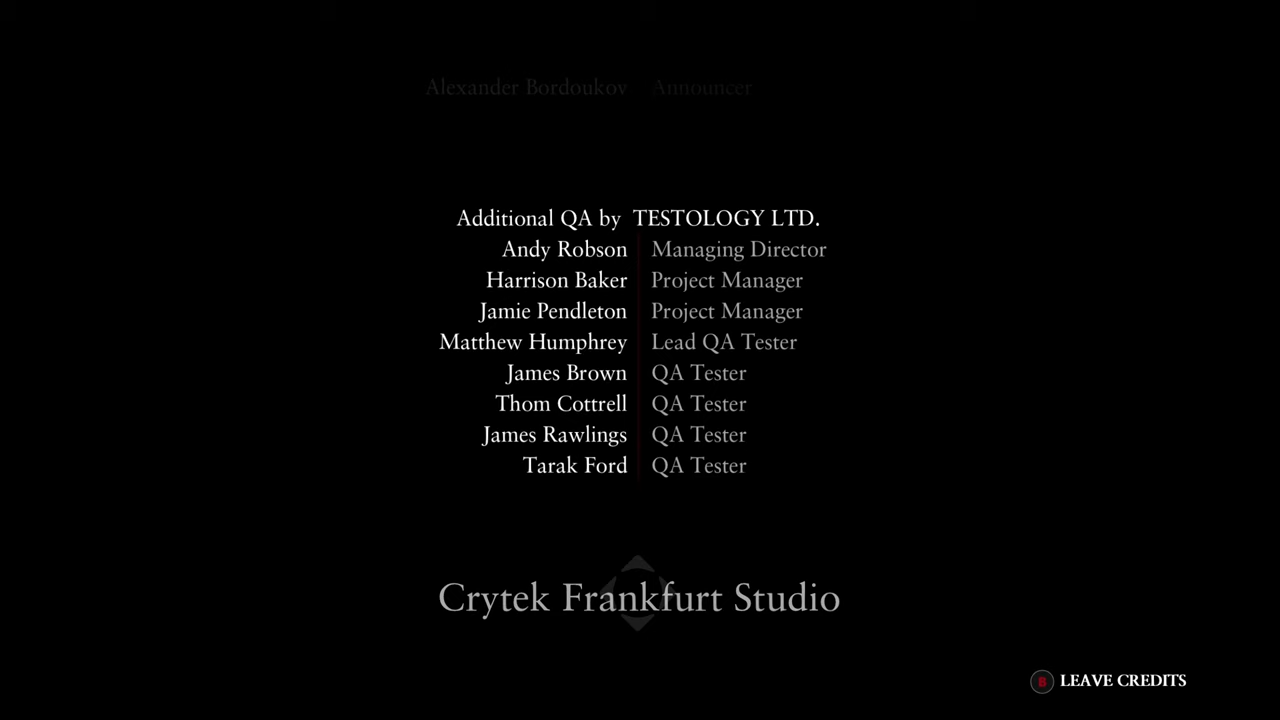 Alexander Bordoukov Announcer
Additional QA by TESTOLOGY LTD.
Andy Robson Managing Director
Harrison Baker Project Manager
Jamie Pendleton Project Manager
Matthew Humphrey Lead QA Tester
James Brown QA Tester
Thom Cottrell QA Tester
James Rawlings QA Tester
Tarak Ford QA Tester
Crytek Frankfurt Studio
B LEAVE CREDITS